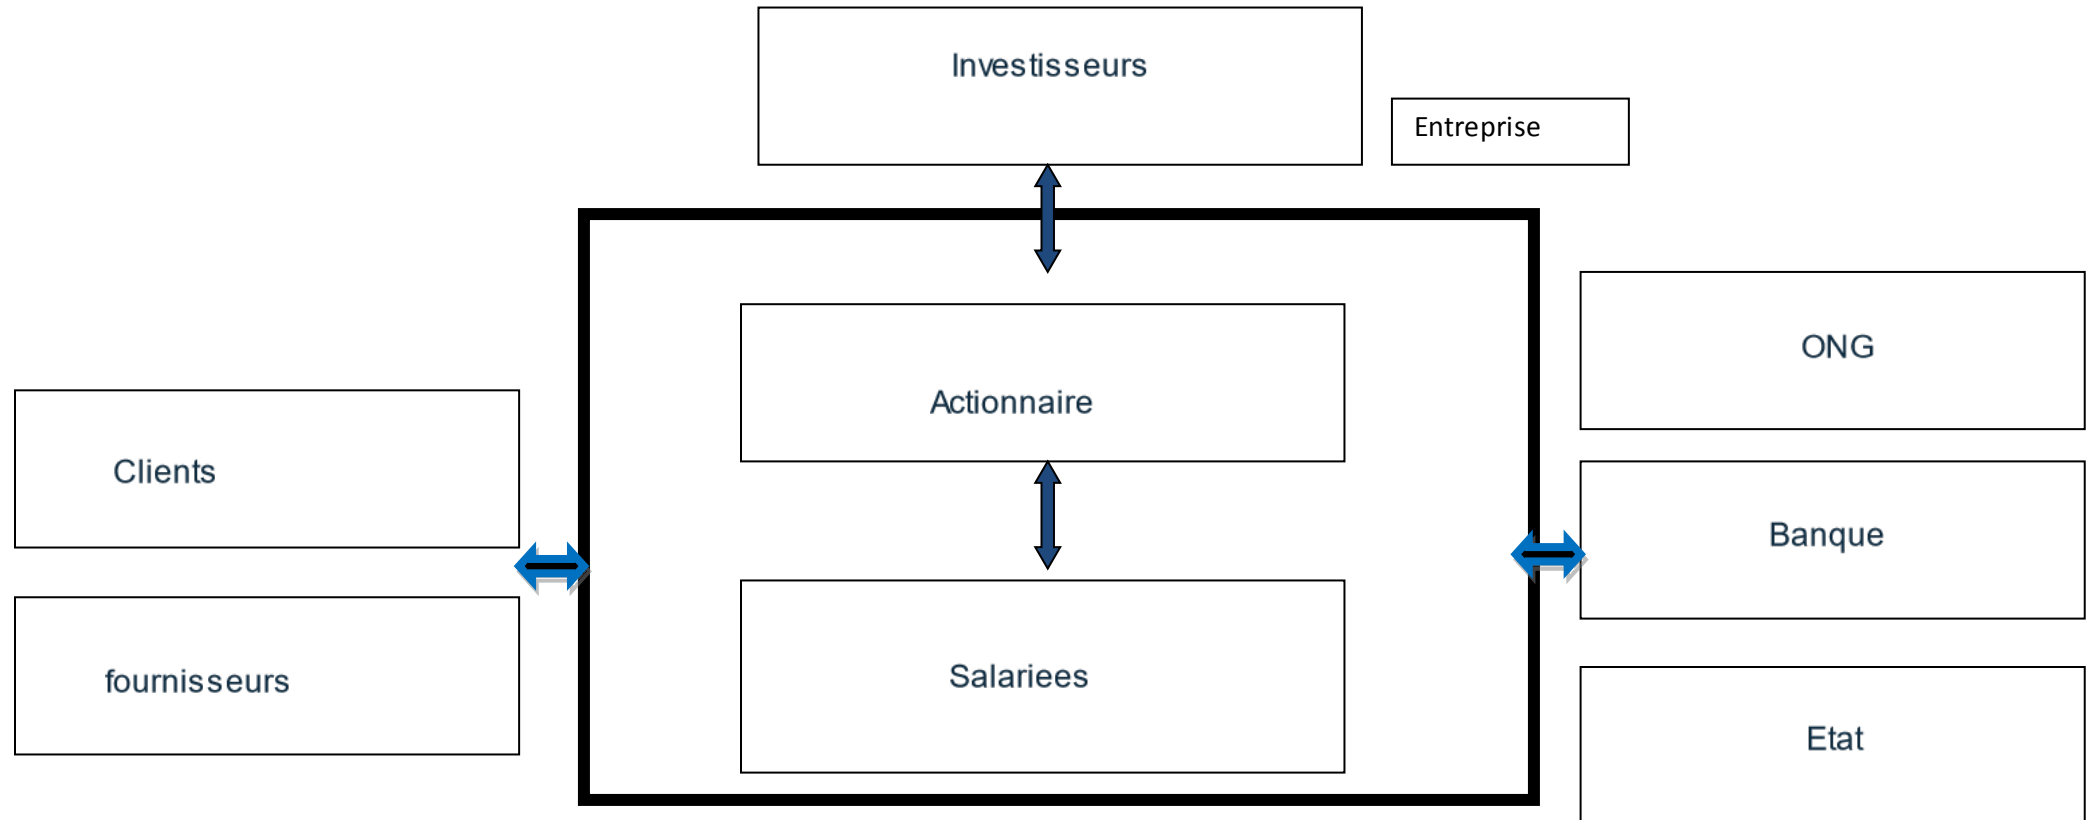 Investisseurs
Entreprise
ONG
Actionnaire
Clients
Banque
fournisseurs
Salariees
Etat